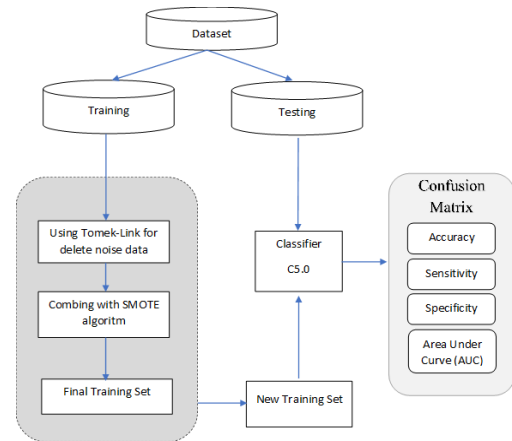 Dataset
Training
Testing
Using Tomek-Link for
delete noise data
Combing with SMOTE
algoritm
Final Training Set
New Training Set
Classifier
C5.0
Confusion
Matrix
Accuracy
Sensitivity
Specificity
Area Under
Curve (AUC)